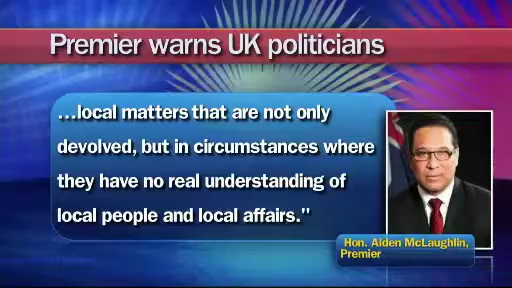 Premier warns UK politicians
...local matters that are not only
devolved, but in circumstances where
they have no real understanding of
local people and local affairs."
Hon. Alden McLaughlin,
Premier